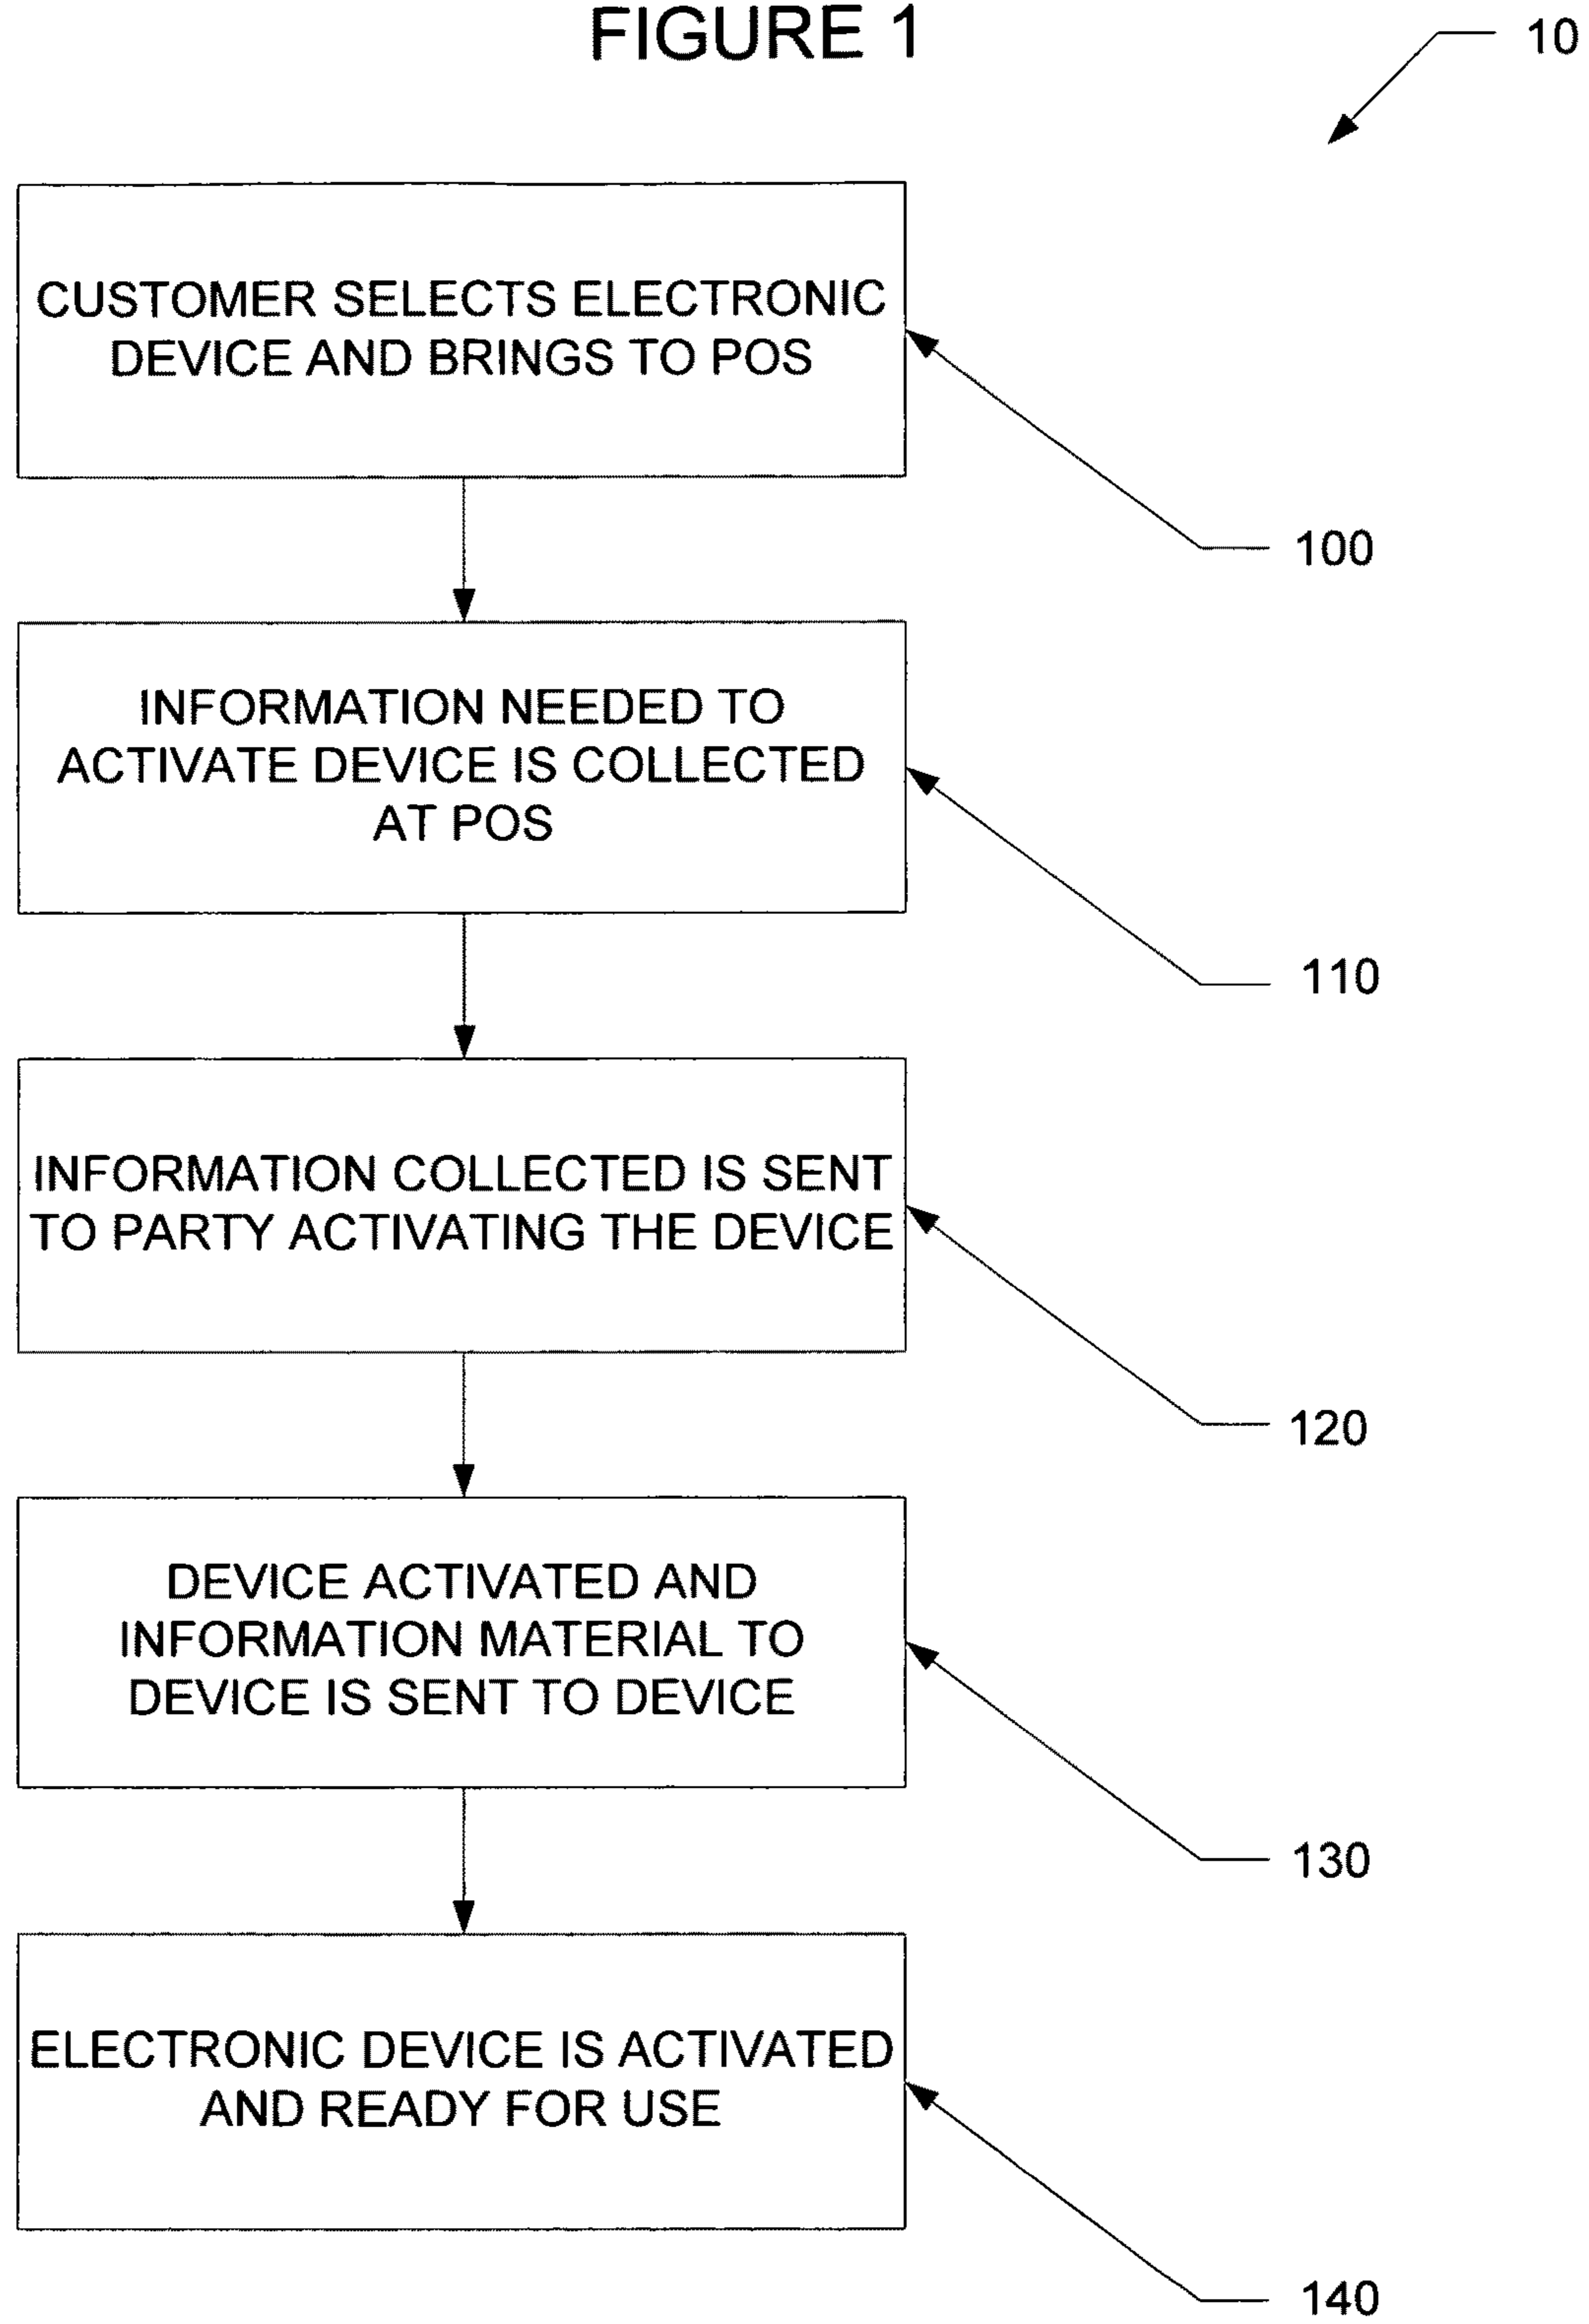 FIGURE 1
10
CUSTOMER SELECTS ELECTRONIC
DEVICE AND BRINGS TO POS
100
INFORMATION NEEDED TO
ACTIVATE DEVICE IS COLLECTED
AT POS
110
INFORMATION COLLECTED IS SENT
TO PARTY ACTIVATING THE DEVICE
120
DEVICE ACTIVATED AND
INFORMATION MATERIAL TO
DEVICE IS SENT TO DEVICE
130
ELECTRONIC DEVICE IS ACTIVATED
AND READY FOR USE
140